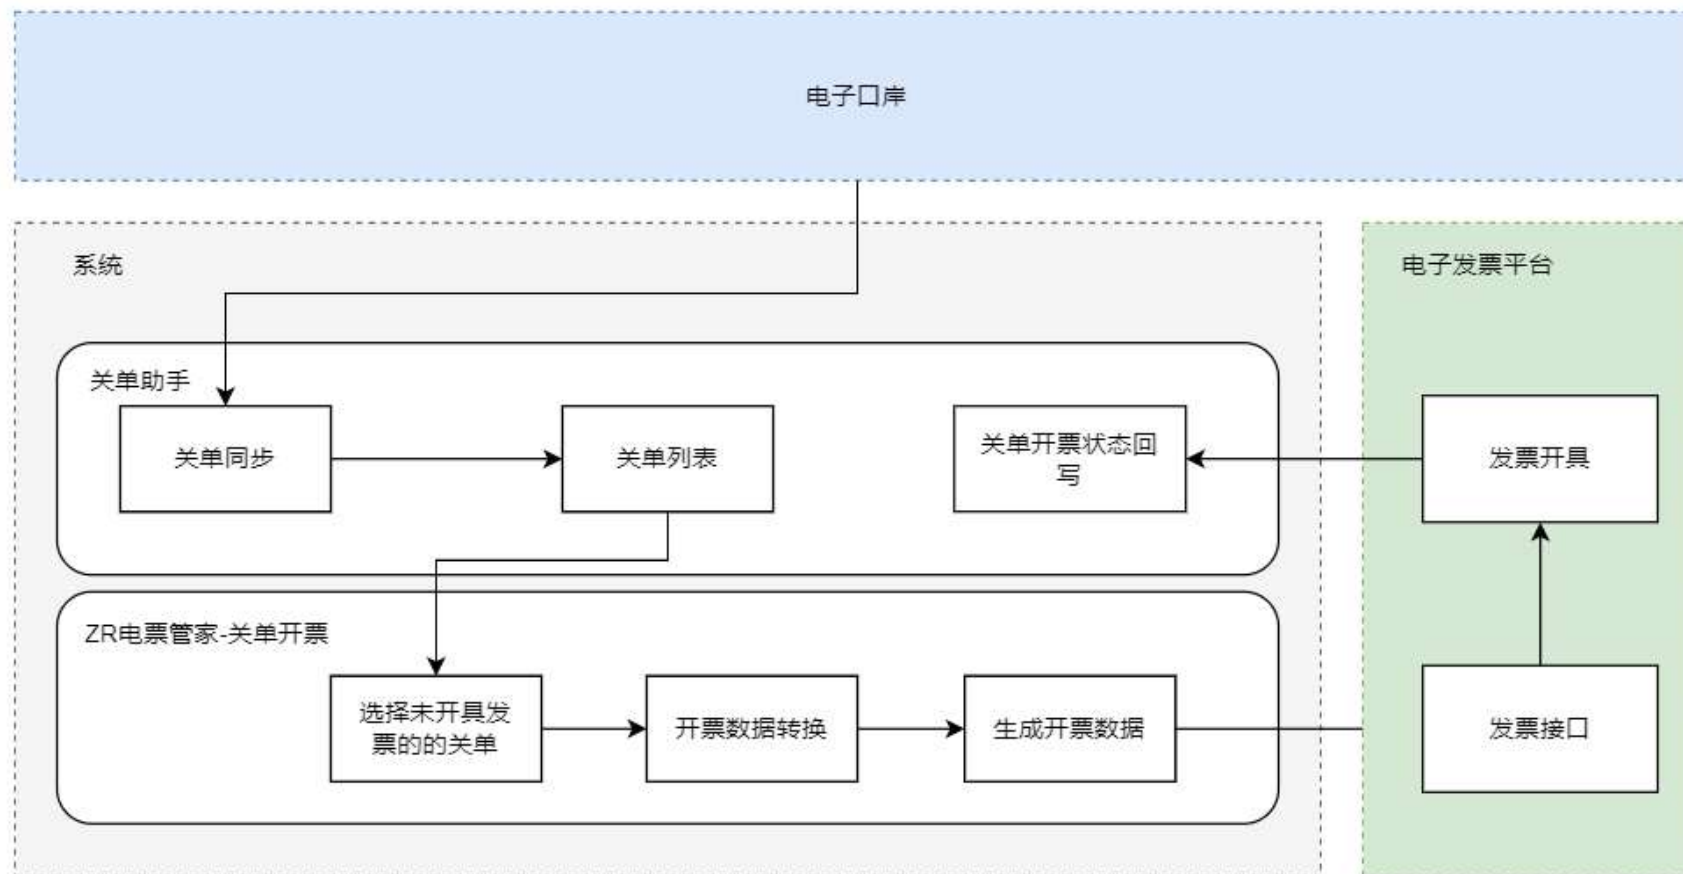 电子口岸
系统
电子发票平台
关单助手
关单同步
关单列表
关单开票状态回
写
发票开具
ZR电票管家-关单开票
选择未开具发
票的的关单
开票数据转换
生成开票数据
发票接口